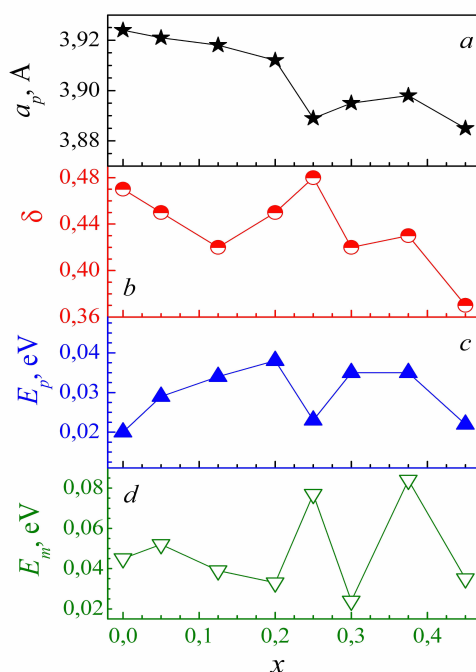 a
3,92
3,90
3,88
a_p, A
b
0,48
0,44
0,40
0,36
δ
c
0,04
0,03
0,02
E_p, eV
d
0,08
0,06
0,04
0,02
E_m, eV
0,0 0,1 0,2 0,3 0,4
x